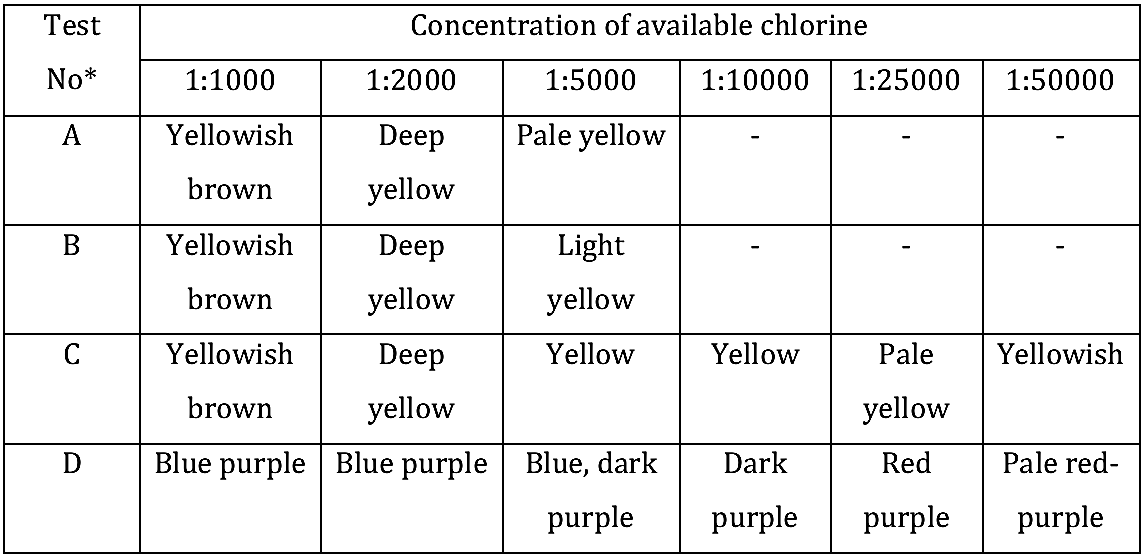 Test No* Concentration of available chlorine
1:1000 1:2000 1:5000 1:10000 1:25000 1:50000
A Yellowish brown Deep yellow Pale yellow - - -
B Yellowish brown Deep yellow Light yellow - - -
C Yellowish brown Deep yellow Yellow Yellow Pale yellow Yellowish
D Blue purple Blue purple Blue, dark purple Dark purple Red purple Pale red-purple